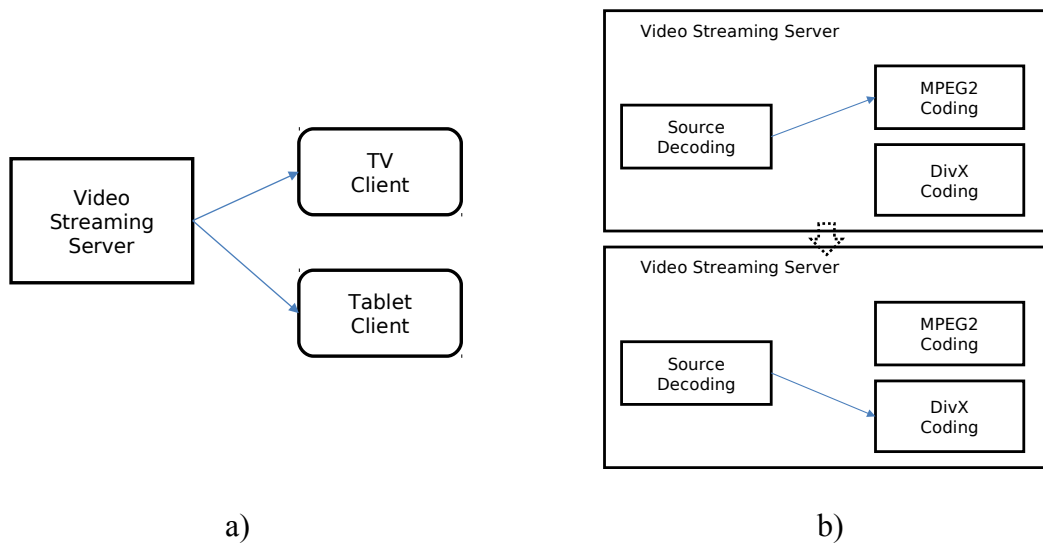 Video
Streaming
Server
TV
Client
Tablet
Client
a)
Video Streaming Server
Source
Decoding
MPEG2
Coding
DivX
Coding
Video Streaming Server
Source
Decoding
MPEG2
Coding
DivX
Coding
b)